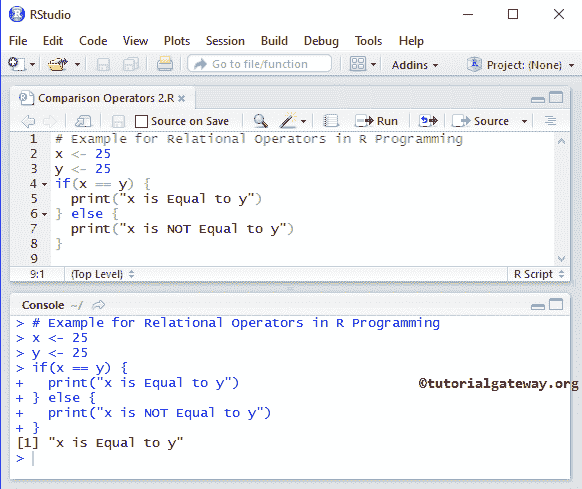 RStudio
File Edit Code View Plots Session Build Debug Tools Help
Go to file/function Addins Project: (None)
Comparison Operators 2.R
Source on Save Run Source
1 # Example for Relational Operators in R Programming
2 x <- 25
3 y <- 25
4 if(x == y) {
5   print("x is Equal to y")
6 } else {
7   print("x is NOT Equal to y")
8 }
9
9:1 (Top Level) R Script
Console ~/
> # Example for Relational Operators in R Programming
> x <- 25
> y <- 25
> if(x == y) {
+   print("x is Equal to y")
©tutorialgateway.org
+ } else {
+   print("x is NOT Equal to y")
+ }
[1] "x is Equal to y"
>